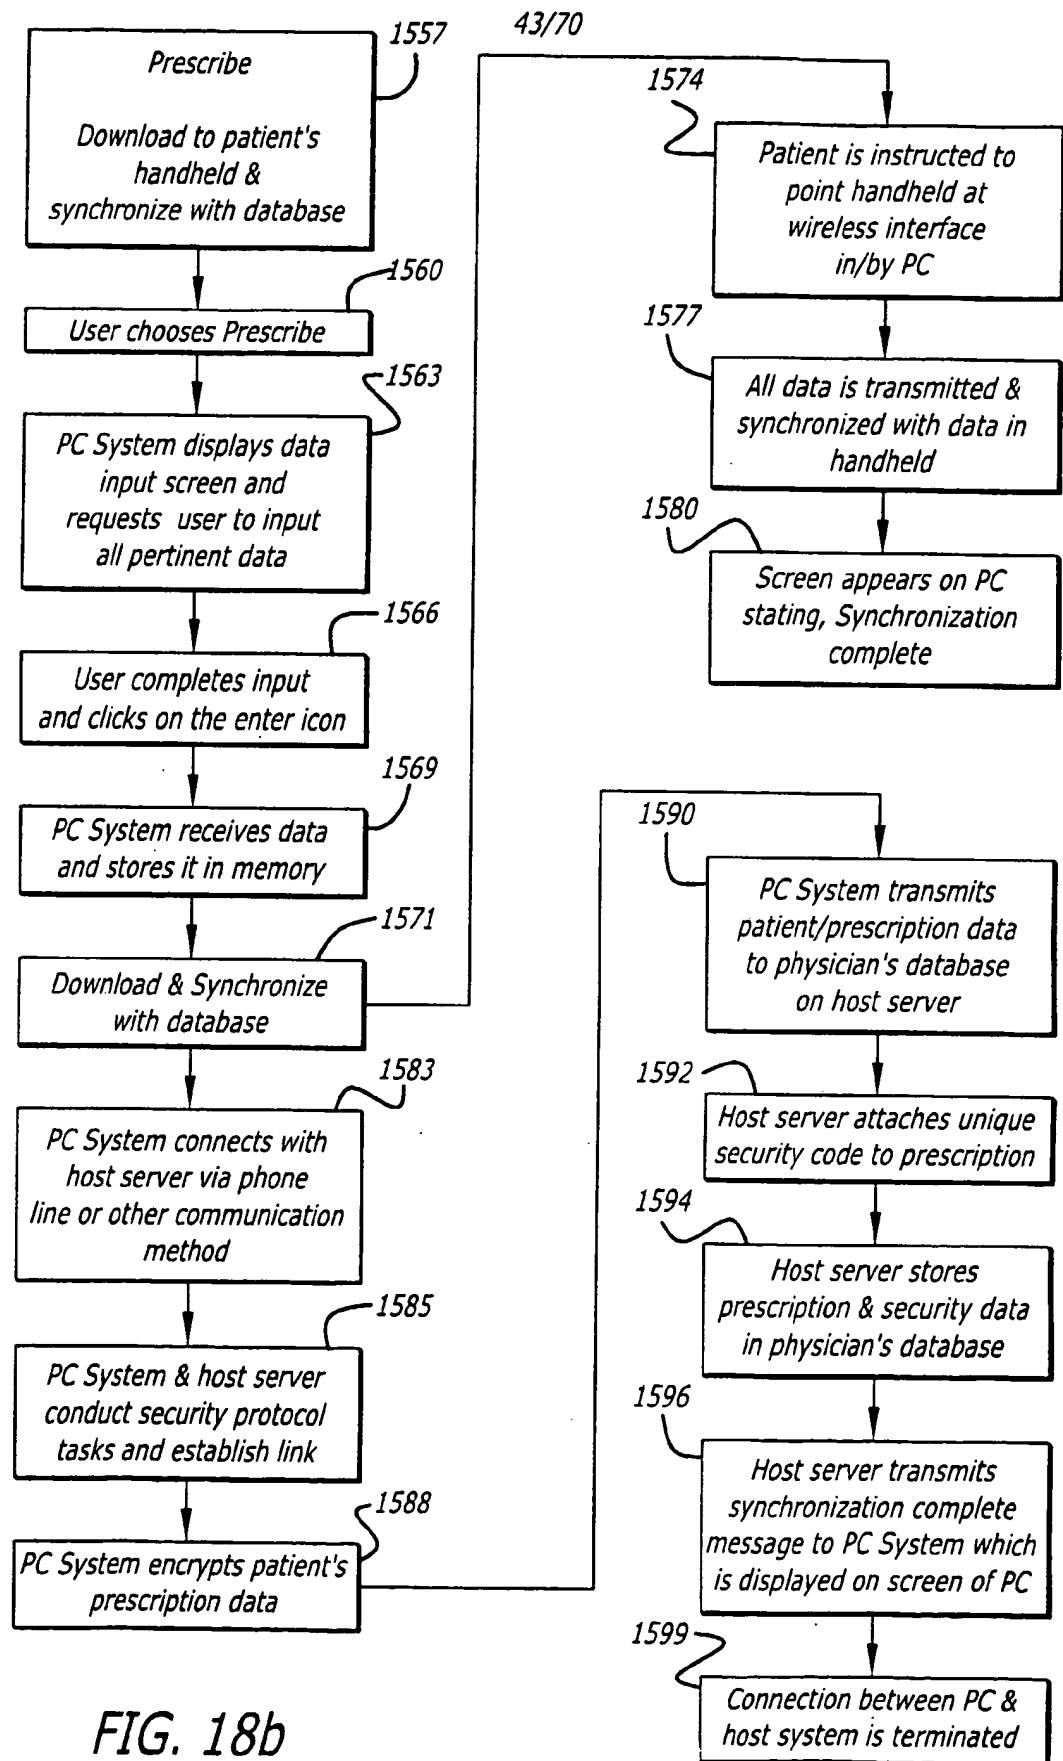 43/70
1557
Prescribe
Download to patient's
handheld &
synchronize with database
1560
User chooses Prescribe
1563
PC System displays data
input screen and
requests user to input
all pertinent data
1566
User completes input
and clicks on the enter icon
1569
PC System receives data
and stores it in memory
1571
Download & Synchronize
with database
1574
Patient is instructed to
point handheld at
wireless interface
in/by PC
1577
All data is transmitted &
synchronized with data in
handheld
1580
Screen appears on PC
stating, Synchronization
complete
1583
PC System connects with
host server via phone
line or other communication
method
1585
PC System & host server
conduct security protocol
tasks and establish link
1588
PC System encrypts patient's
prescription data
1590
PC System transmits
patient/prescription data
to physician's database
on host server
1592
Host server attaches unique
security code to prescription
1594
Host server stores
prescription & security data
in physician's database
1596
Host server transmits
synchronization complete
message to PC System which
is displayed on screen of PC
1599
Connection between PC &
host system is terminated
FIG. 18b